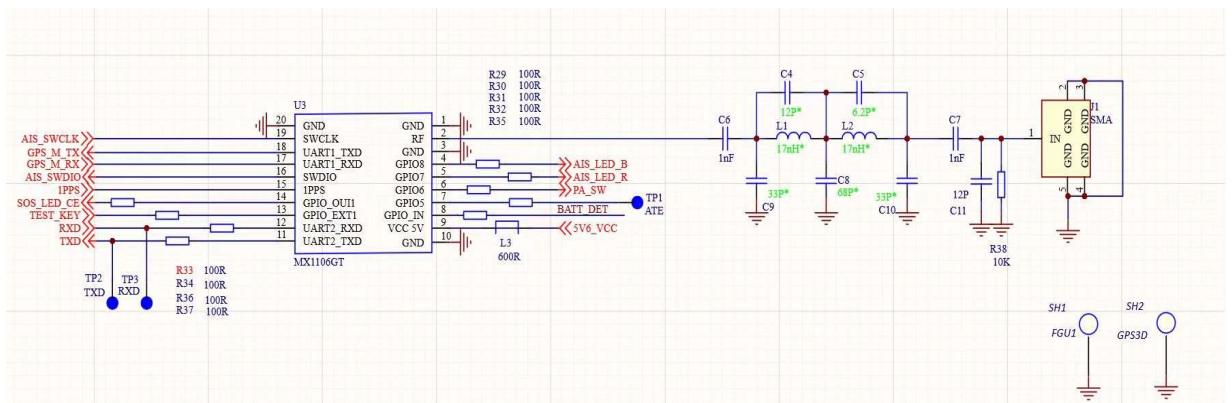 R29 100R
R30 100R
R31 100R
R32 100R
R35 100R
U3
20 GND GND 1
19 SWCLK RF 2
18 UART1_TXD GND 3
17 UART1_RXD GPIO8 4
16 SWDIO GPIO7 5
15 1PPS GPIO6 6
14 GPIO_OUI1 GPIO5 7
13 GPIO_EXT1 GPIO_IN 8
12 UART2_RXD VCC 5V 9
11 UART2_TXD GND 10
MX1106GT
AIS_SWCLK
GPS_M_TX
GPS_M_RX
AIS_SWDIO
1PPS
SOS_LED_CE
TEST_KEY
RXD
TXD
AIS_LED_B
AIS_LED_R
PA_SW
TP1
ATE
BATT_DET
5V6_VCC
L3
600R
TP2
TXD
TP3
RXD
R33 100R
R34 100R
R36 100R
R37 100R
C4
12P*
C5
6.2P*
C6
1nF
L1
17nH*
L2
17nH*
C7
1nF
33P*
C9
C8
68P*
33P*
C10
12P
C11
R38
10K
J1
SMA
1
IN
2
3
GND
GND
GND
GND
5
4
SH1
FGU1
SH2
GPS3D